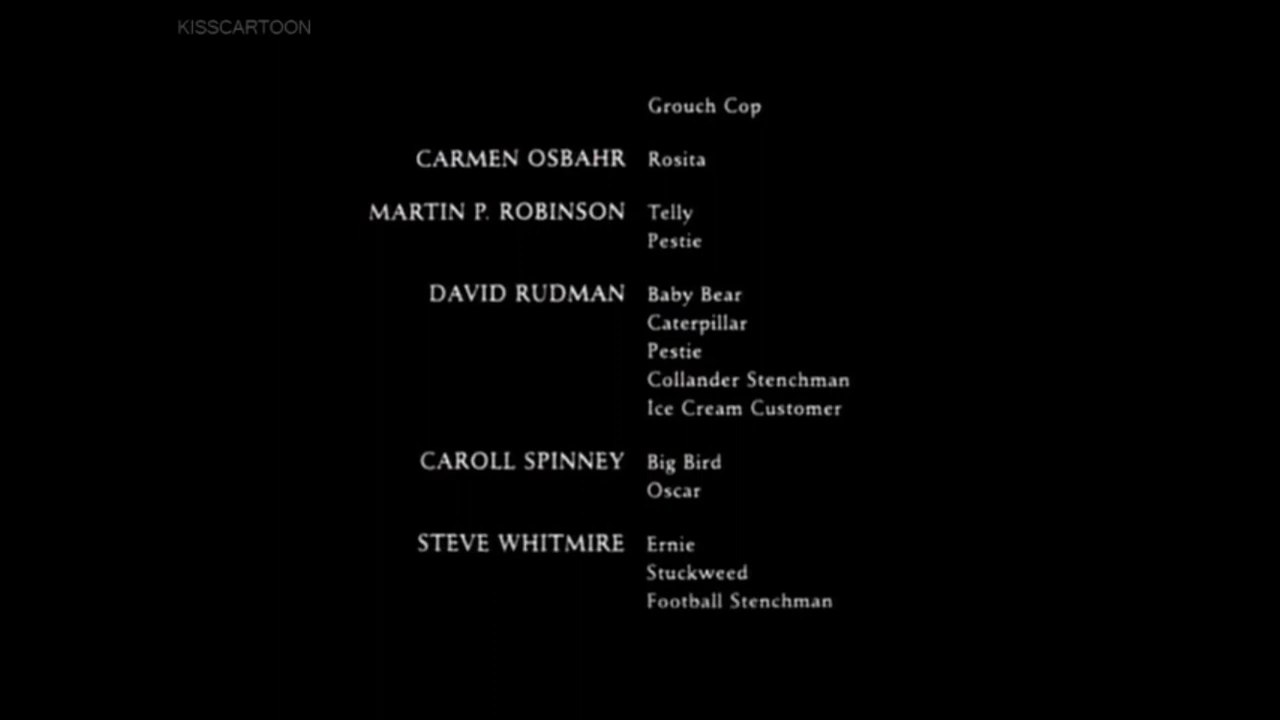 KISSCARTOON
Grouch Cop
CARMEN OSBAHR Rosita
MARTIN P. ROBINSON Telly
Pestie
DAVID RUDMAN Baby Bear
Caterpillar
Pestie
Collander Stenchman
Ice Cream Customer
CAROLL SPINNEY Big Bird
Oscar
STEVE WHITMIRE Ernie
Stuckweed
Football Stenchman